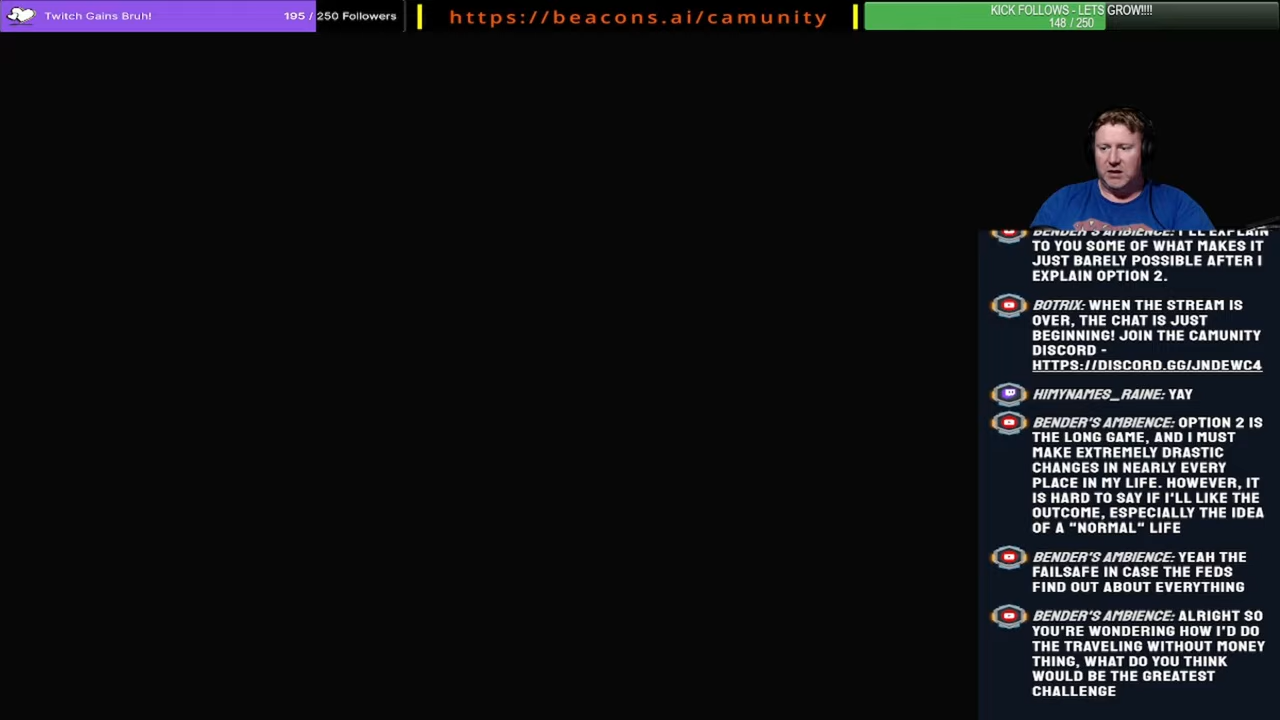 Twitch Gains Bruh!
195 / 250 Followers
https://beacons.ai/camunity
KICK FOLLOWS - LETS GROW!!!!
148 / 250
BENDER'S AMBIENCE: I'LL EXPLAIN
TO YOU SOME OF WHAT MAKES IT
JUST BARELY POSSIBLE AFTER I
EXPLAIN OPTION 2.
BOTRIX: WHEN THE STREAM IS
OVER, THE CHAT IS JUST
BEGINNING! JOIN THE CAMUNITY
DISCORD -
HTTPS://DISCORD.GG/JNDEWC4
HIMYNAMES_RAINE: YAY
BENDER'S AMBIENCE: OPTION 2 IS
THE LONG GAME, AND I MUST
MAKE EXTREMELY DRASTIC
CHANGES IN NEARLY EVERY
PLACE IN MY LIFE. HOWEVER, IT
IS HARD TO SAY IF I'LL LIKE THE
OUTCOME, ESPECIALLY THE IDEA
OF A "NORMAL" LIFE
BENDER'S AMBIENCE: YEAH THE
FAILSAFE IN CASE THE FEDS
FIND OUT ABOUT EVERYTHING
BENDER'S AMBIENCE: ALRIGHT SO
YOU'RE WONDERING HOW I'D DO
THE TRAVELING WITHOUT MONEY
THING, WHAT DO YOU THINK
WOULD BE THE GREATEST
CHALLENGE